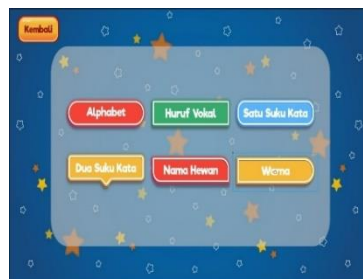 Kembali
Alphabet
Huruf Vokal
Satu Suku Kata
Dua Suku Kata
Nama Hewan
Warna